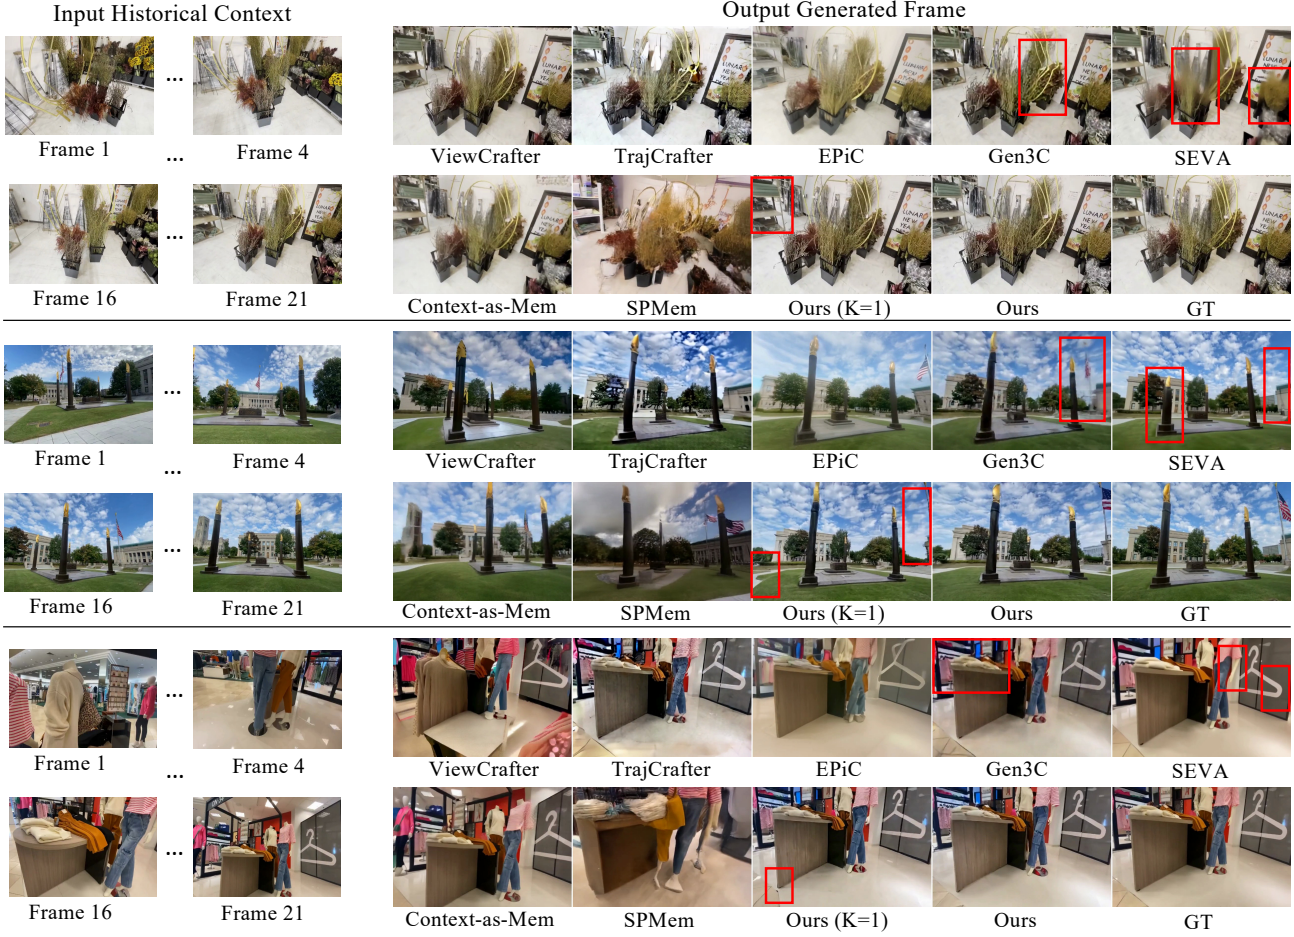 Input Historical Context
Output Generated Frame
...
Frame 1
Frame 4
...
ViewCrafter
TrajCrafter
EPiC
Gen3C
SEVA
...
Frame 16
Frame 21
LUNAR
NEW
YEAR
Context-as-Mem
SPMem
Ours (K=1)
Ours
GT
...
Frame 1
Frame 4
...
ViewCrafter
TrajCrafter
EPiC
Gen3C
SEVA
...
Frame 16
Frame 21
Context-as-Mem
SPMem
Ours (K=1)
Ours
GT
...
Frame 1
Frame 4
...
ViewCrafter
TrajCrafter
EPiC
Gen3C
SEVA
...
Frame 16
Frame 21
Context-as-Mem
SPMem
Ours (K=1)
Ours
GT